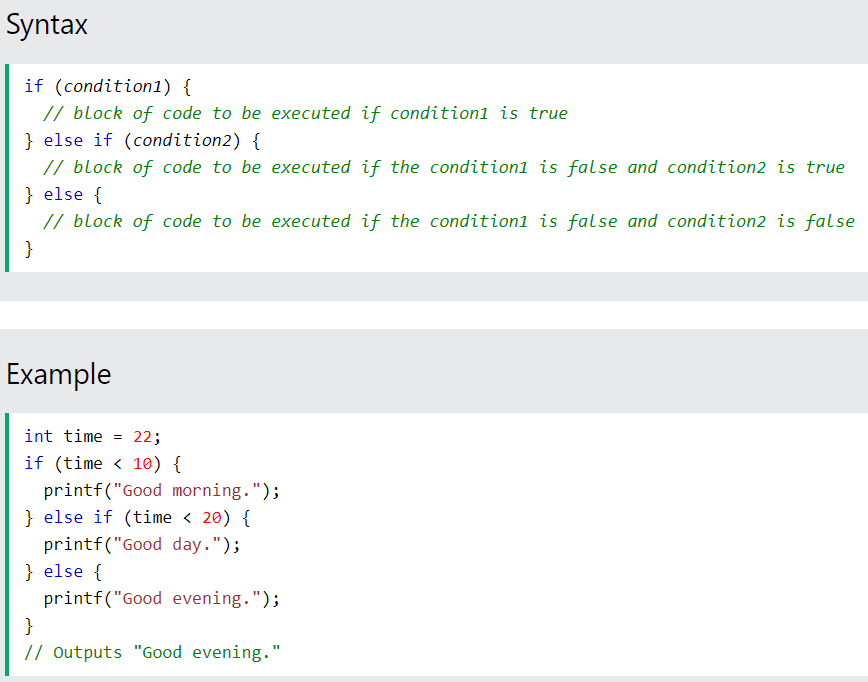 Syntax
if (condition1) {
  // block of code to be executed if condition1 is true
} else if (condition2) {
  // block of code to be executed if the condition1 is false and condition2 is true
} else {
  // block of code to be executed if the condition1 is false and condition2 is false
}
Example
int time = 22;
if (time < 10) {
  printf("Good morning.");
} else if (time < 20) {
  printf("Good day.");
} else {
  printf("Good evening.");
}
// Outputs "Good evening."